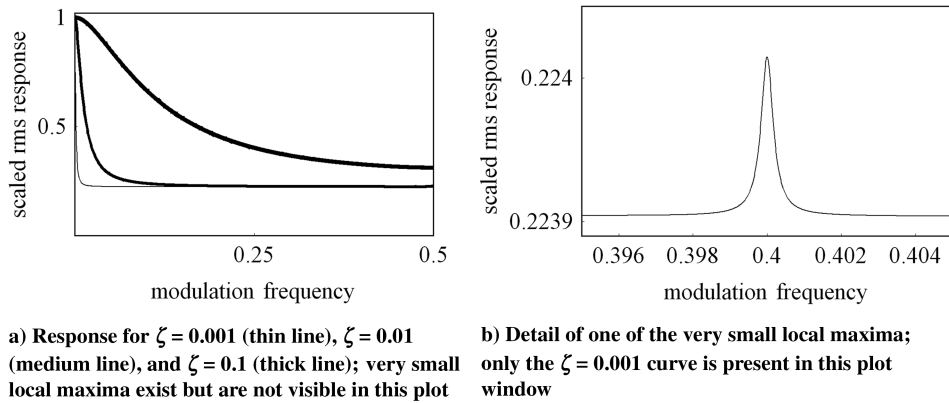 1
0.5
scaled rms response
0.25
0.5
modulation frequency
a) Response for ζ = 0.001 (thin line), ζ = 0.01
(medium line), and ζ = 0.1 (thick line); very small
local maxima exist but are not visible in this plot
0.224
0.2239
scaled rms response
0.396
0.398
0.4
0.402
0.404
modulation frequency
b) Detail of one of the very small local maxima;
only the ζ = 0.001 curve is present in this plot
window